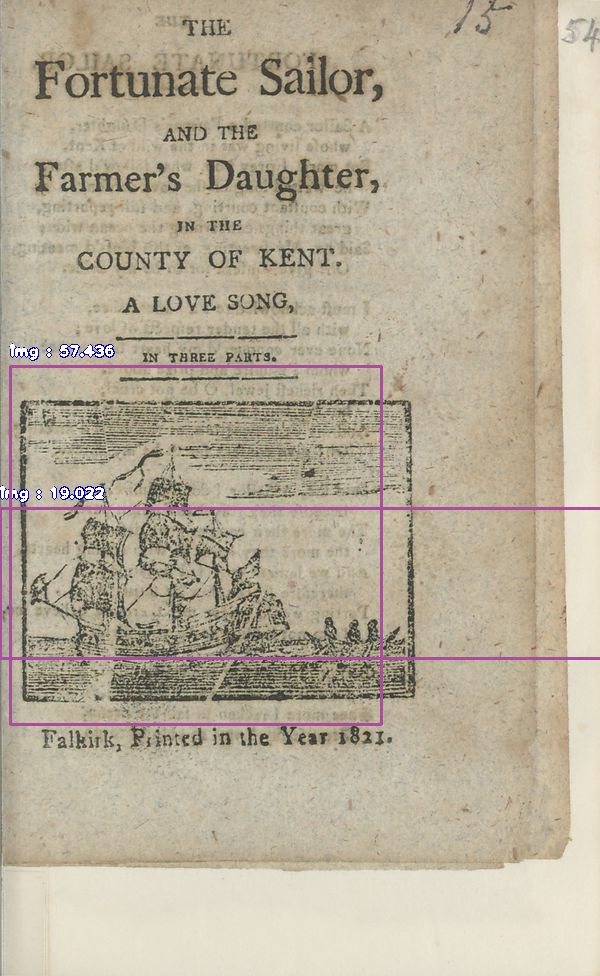 15
54
THE
Fortunate Sailor,
AND THE
Farmer's Daughter,
IN THE
COUNTY OF KENT.
A LOVE SONG,
IN THREE PARTS.
Img : 57.436
Img : 19.022
Falkirk, Printed in the Year 1821.